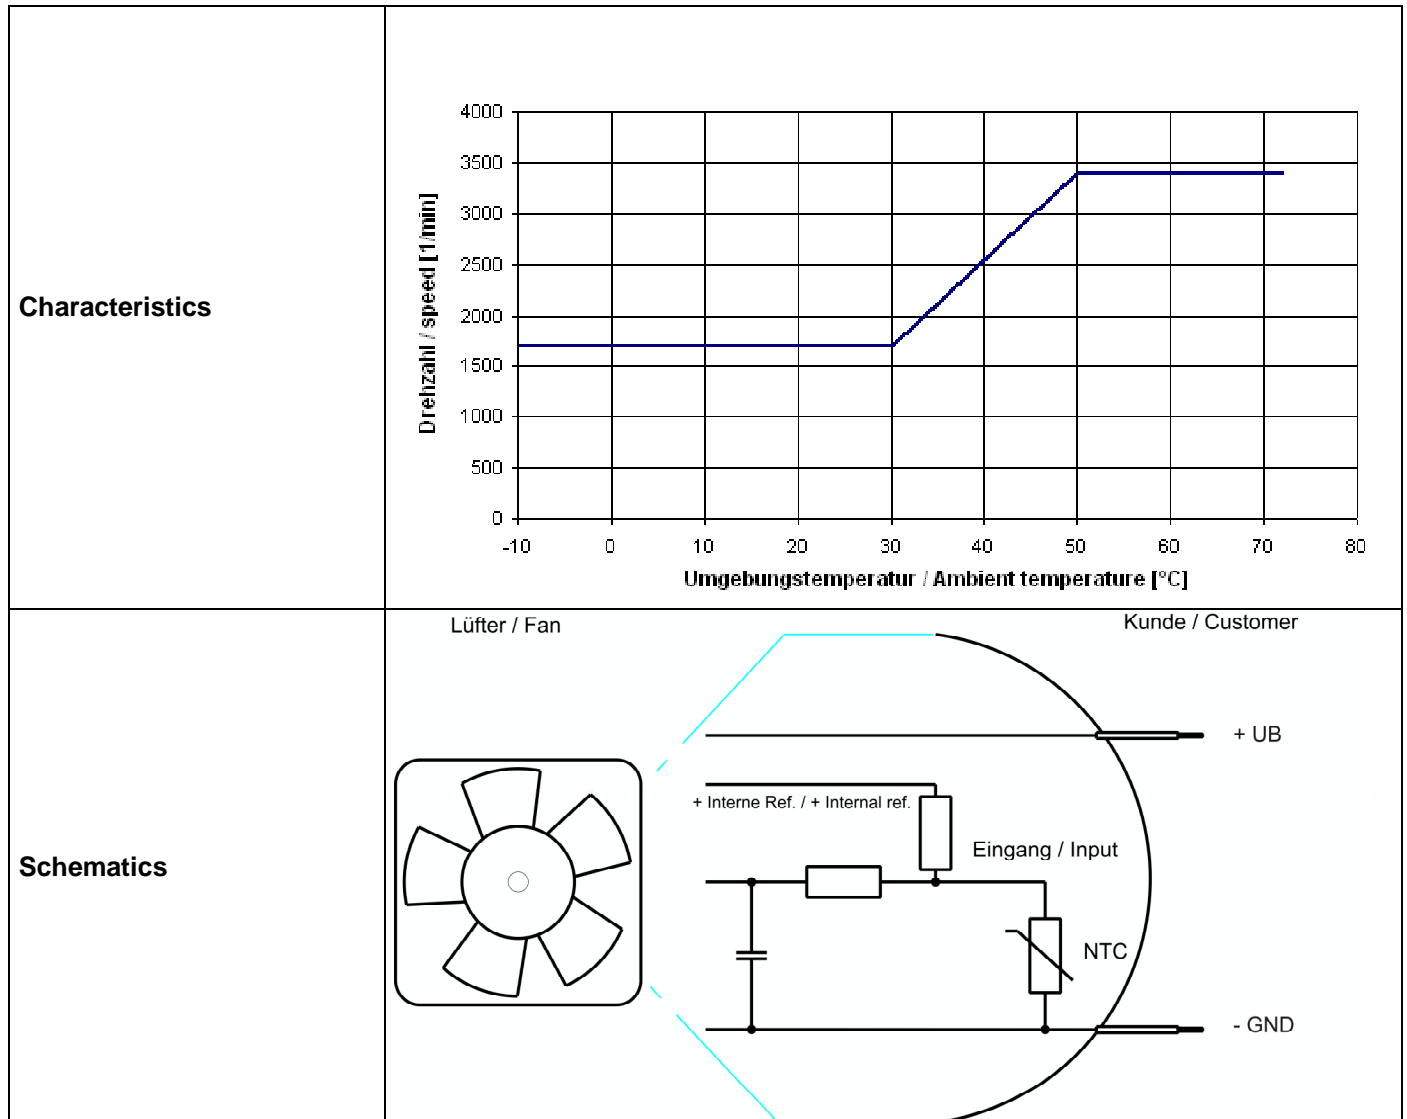 Characteristics
4000
3500
3000
2500
2000
1500
1000
500
0
Drehzahl / speed [1/min]
-10 0 10 20 30 40 50 60 70 80
Umgebungstemperatur / Ambient temperature [°C]
Schematics
Lüfter / Fan
Kunde / Customer
+ UB
+ Interne Ref. / + Internal ref.
Eingang / Input
NTC
- GND